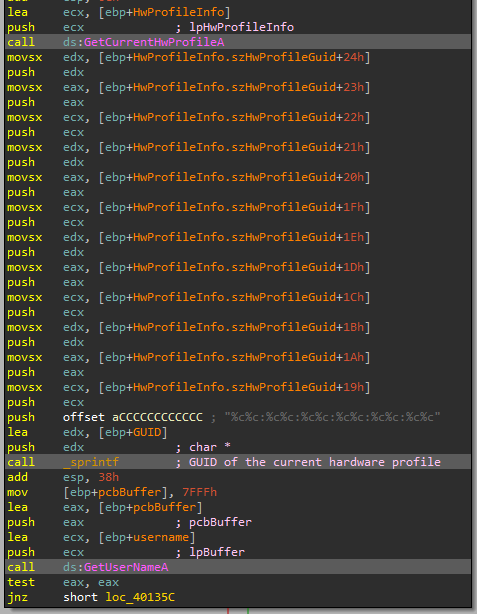 lea ecx, [ebp+HwProfileInfo]
push ecx ; lpHwProfileInfo
call ds:GetCurrentHwProfileA
movsx edx, [ebp+HwProfileInfo.szHwProfileGuid+24h]
push edx
movsx eax, [ebp+HwProfileInfo.szHwProfileGuid+23h]
push eax
movsx ecx, [ebp+HwProfileInfo.szHwProfileGuid+22h]
push ecx
movsx edx, [ebp+HwProfileInfo.szHwProfileGuid+21h]
push edx
movsx eax, [ebp+HwProfileInfo.szHwProfileGuid+20h]
push eax
movsx ecx, [ebp+HwProfileInfo.szHwProfileGuid+1Fh]
push ecx
movsx edx, [ebp+HwProfileInfo.szHwProfileGuid+1Eh]
push edx
movsx eax, [ebp+HwProfileInfo.szHwProfileGuid+1Dh]
push eax
movsx ecx, [ebp+HwProfileInfo.szHwProfileGuid+1Ch]
push ecx
movsx edx, [ebp+HwProfileInfo.szHwProfileGuid+1Bh]
push edx
movsx eax, [ebp+HwProfileInfo.szHwProfileGuid+1Ah]
push eax
movsx ecx, [ebp+HwProfileInfo.szHwProfileGuid+19h]
push ecx
push offset aCCCCCCCCCCCC ; "%c%c:%c%c:%c%c:%c%c:%c%c:%c%c"
lea edx, [ebp+GUID]
push edx ; char *
call _sprintf ; GUID of the current hardware profile
add esp, 38h
mov [ebp+pcbBuffer], 7FFFh
lea eax, [ebp+pcbBuffer]
push eax ; pcbBuffer
lea ecx, [ebp+username]
push ecx ; lpBuffer
call ds:GetUserNameA
test eax, eax
jnz short loc_40135C